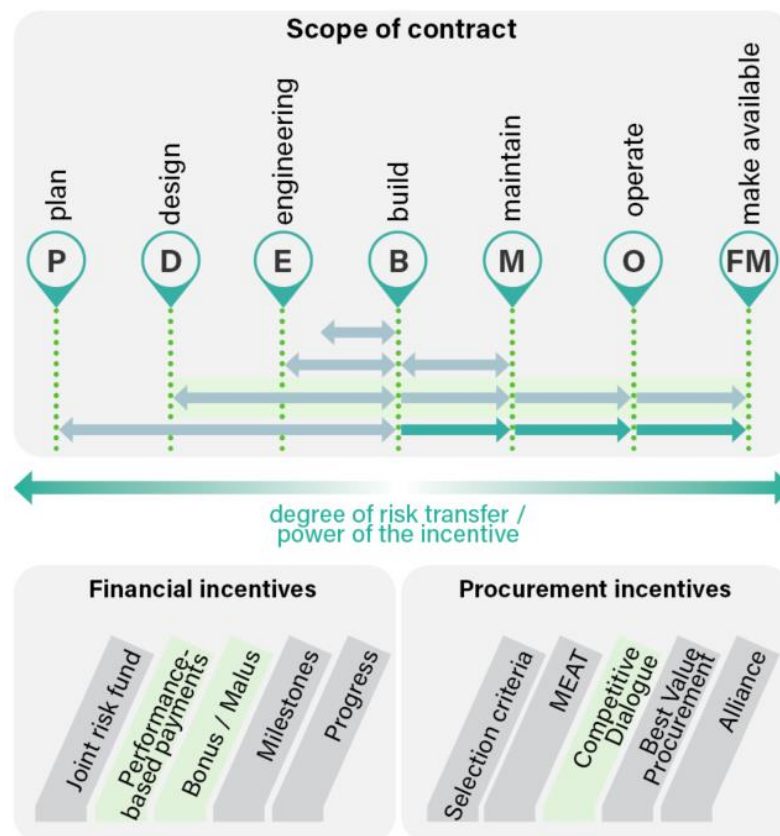 Scope of contract
plan
design
engineering
build
maintain
operate
make available
P
D
E
B
M
O
FM
degree of risk transfer /
power of the incentive
Financial incentives
Joint risk fund
Performance-
based payments
Bonus / Malus
Milestones
Progress
Procurement incentives
Selection criteria
MEAT
Competitive
Dialogue
Best Value
Procurement
Alliance